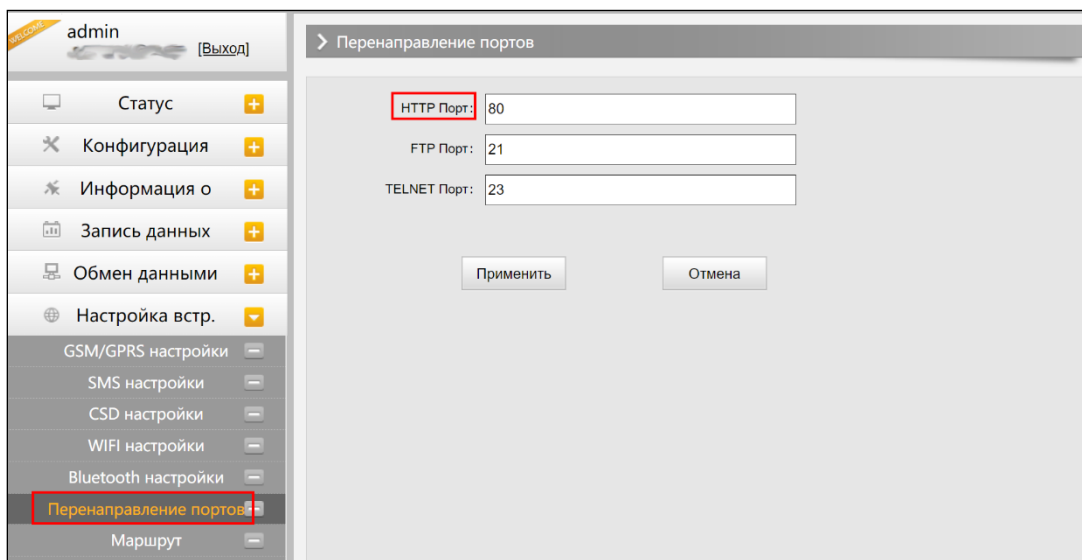 WELCOME
admin
[Выход]
Статус
Конфигурация
Информация о
Запись данных
Обмен данными
Настройка встр.
GSM/GPRS настройки
SMS настройки
CSD настройки
WIFI настройки
Bluetooth настройки
Перенаправление портов
Маршрут
Перенаправление портов
HTTP Порт: 80
FTP Порт: 21
TELNET Порт: 23
Применить Отмена